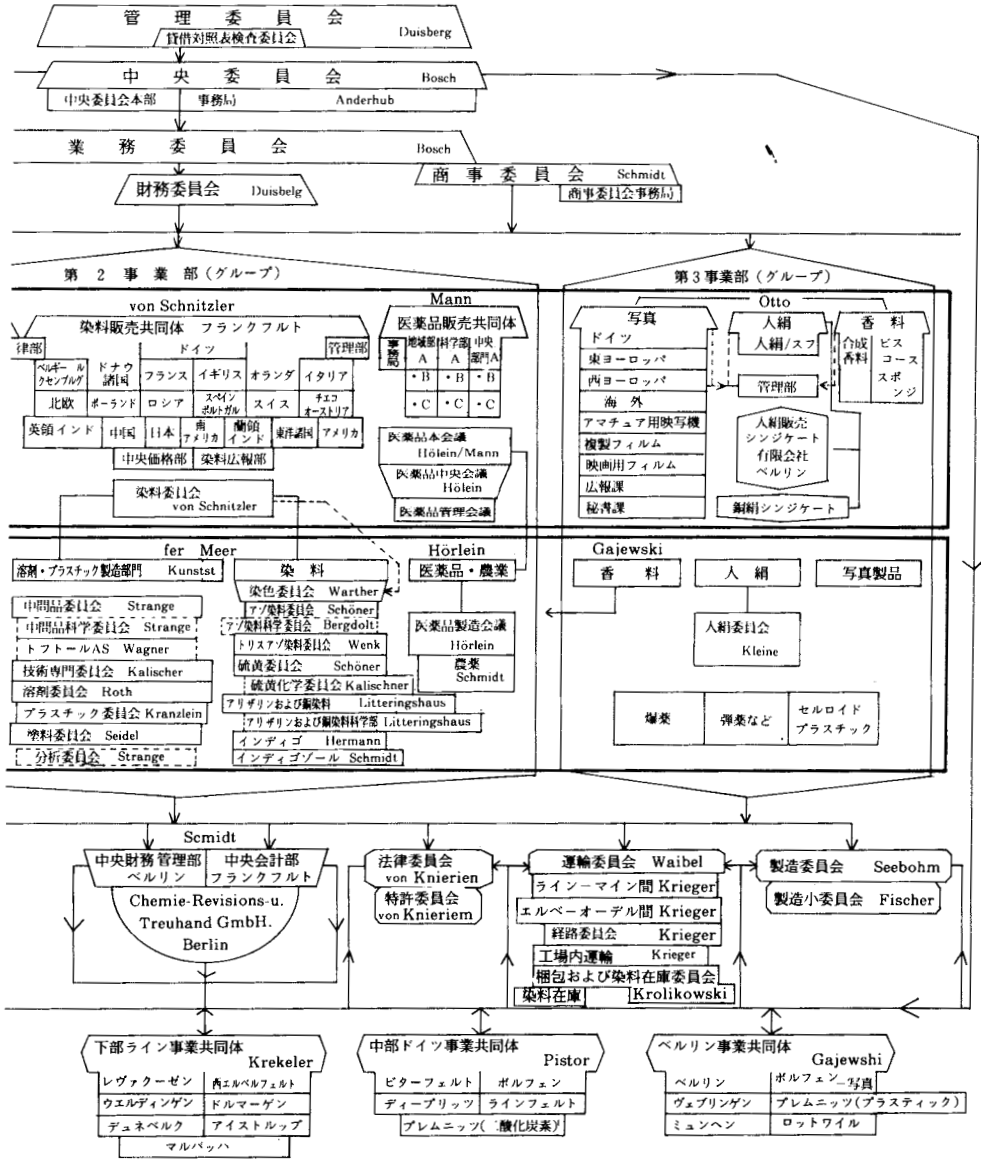 管理委員会 Duisberg
貸借対照表検査委員会
中央委員会 Bosch
中央委員会本部 事務局 Anderhub
業務委員会 Bosch
財務委員会 Duisbelg
商事委員会 Schmidt
商事委員会事務局
第2事業部(グループ)
第3事業部(グループ)
von Schnitzler
染料販売共同体 フランクフルト
律部 ドイツ 管理部
ベルギー ルクセンブルグ ドナウ諸国 フランス イギリス オランダ イタリア
北欧 ポーランド ロシア スペインポルトガル スイス チェコオーストリア
英領インド 中国 日本 南アメリカ 蘭領インド 東洋諸国 アメリカ
中央価格部 染料広報部
染料委員会
von Schnitzler
Mann
医薬品販売共同体
事務局 地域部A 科学部A 中央部門A
・B ・B ・B
・C ・C ・C
医薬品本会議
Hölein/Mann
医薬品中央会議
Hölein
医薬品管理会議
Otto
写真
ドイツ
東ヨーロッパ
西ヨーロッパ
海外
アマチュア用映写機
複製フィルム
映画用フィルム
広報課
秘書課
人絹
人絹/スフ
管理部
人絹販売
シンジケート
有限会社
ベルリン
銅絹シンジケート
香料
合成香料 ビスコーススポンジ
fer Meer
溶剤・プラスチック製造部門 Kunstst
中間品委員会 Strange
中間品科学委員会 Strange
トフトールAS Wagner
技術専門委員会 Kalischer
溶剤委員会 Roth
プラスチック委員会 Kranzlein
塗料委員会 Seidel
分析委員会 Strange
染料
染色委員会 Warther
アゾ染料委員会 Schöner
アゾ染料科学委員会 Bergdolt
トリスアゾ染料委員会 Wenk
硫黄委員会 Schöner
硫黄化学委員会 Kalischner
アリザリンおよび銅染料 Litteringshaus
アリザリンおよび銅染料科学部 Litteringshaus
インディゴ Hermann
インディゴゾール Schmidt
Hörlein
医薬品・農業
医薬品製造会議
Hörlein
農薬
Schmidt
Gajewski
香料 人絹 写真製品
人絹委員会
Kleine
爆薬 弾薬など セルロイド
プラスチック
Scmidt
中央財務管理部 中央会計部
ベルリン フランクフルト
Chemie-Revisions-u.
Treuhand GmbH.
Berlin
法律委員会
von Knierien
特許委員会
von Knieriem
運輸委員会 Waibel
ライン－マイン間 Krieger
エルベーオーデル間 Krieger
経路委員会 Krieger
工場内運輸 Krieger
梱包および染料在庫委員会
染料在庫 Krolikowski
製造委員会 Seebohm
製造小委員会 Fischer
下部ライン事業共同体
Krekeler
レヴァクーゼン 西エルベルフェルト
ウエルディンゲン ドルマーゲン
デュネベルク アイストルップ
マルバッハ
中部ドイツ事業共同体
Pistor
ビターフェルト ボルフェン
ディープリッツ ラインフェルト
プレムニッツ(二酸化炭素)
ベルリン事業共同体
Gajewshi
ベルリン ボルフェン－写真
ヴェブリンゲン プレムニッツ(プラスティック)
ミュンヘン ロットワイル